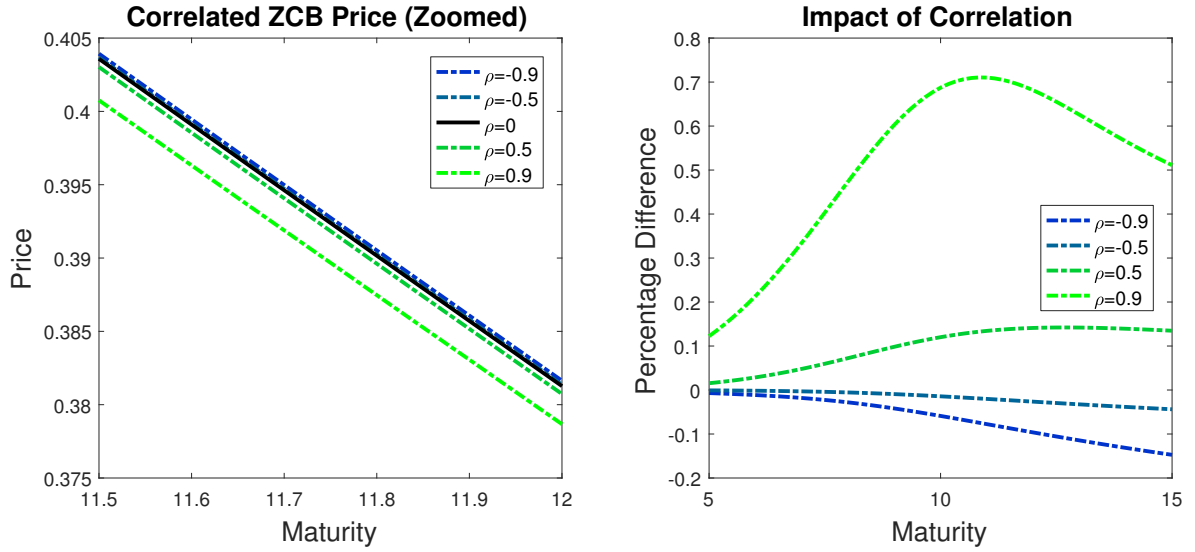 Correlated ZCB Price (Zoomed)
0.405
0.4
0.395
0.39
0.385
0.38
0.375
Price
ρ=-0.9
ρ=-0.5
ρ=0
ρ=0.5
ρ=0.9
11.5
11.6
11.7
11.8
11.9
12
Maturity
Impact of Correlation
0.8
0.7
0.6
0.5
0.4
0.3
0.2
0.1
0
-0.1
-0.2
Percentage Difference
ρ=-0.9
ρ=-0.5
ρ=0.5
ρ=0.9
5
10
15
Maturity